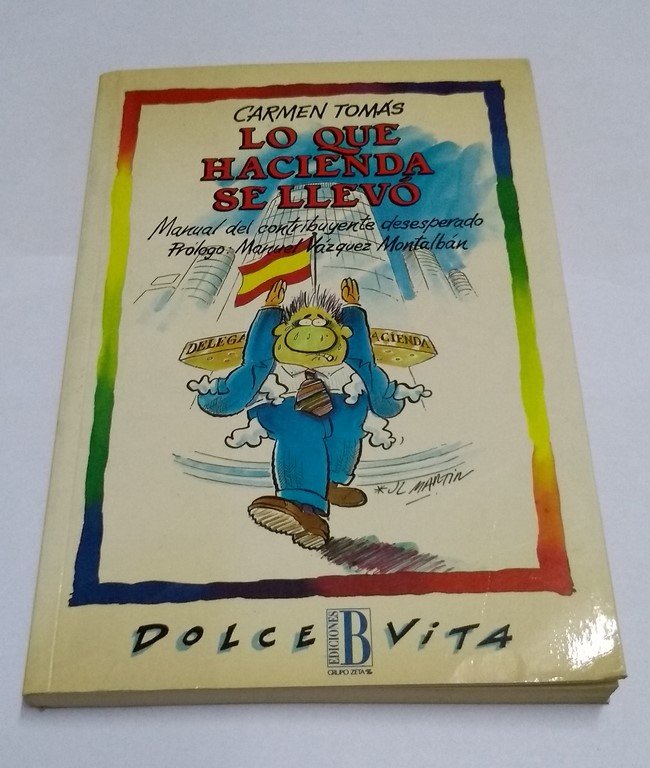 CARMEN TOMÁS
LO QUE
HACIENDA
SE LLEVÓ
Manual del contribuyente desesperado
Prólogo: Manuel Vázquez Montalbán
DELEGA
ACIENDA
*JL MARTIN
DOLCE VITA
EDICIONES
B
GRUPO ZETA